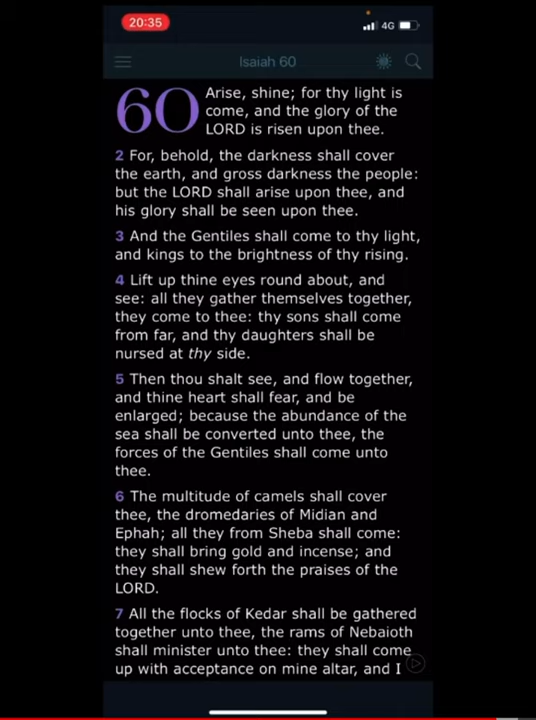 20:35
4G
Isaiah 60
60 Arise, shine; for thy light is
come, and the glory of the
LORD is risen upon thee.
2 For, behold, the darkness shall cover
the earth, and gross darkness the people:
but the LORD shall arise upon thee, and
his glory shall be seen upon thee.
3 And the Gentiles shall come to thy light,
and kings to the brightness of thy rising.
4 Lift up thine eyes round about, and
see: all they gather themselves together,
they come to thee: thy sons shall come
from far, and thy daughters shall be
nursed at thy side.
5 Then thou shalt see, and flow together,
and thine heart shall fear, and be
enlarged; because the abundance of the
sea shall be converted unto thee, the
forces of the Gentiles shall come unto
thee.
6 The multitude of camels shall cover
thee, the dromedaries of Midian and
Ephah; all they from Sheba shall come:
they shall bring gold and incense; and
they shall shew forth the praises of the
LORD.
7 All the flocks of Kedar shall be gathered
together unto thee, the rams of Nebaioth
shall minister unto thee: they shall come
up with acceptance on mine altar, and I